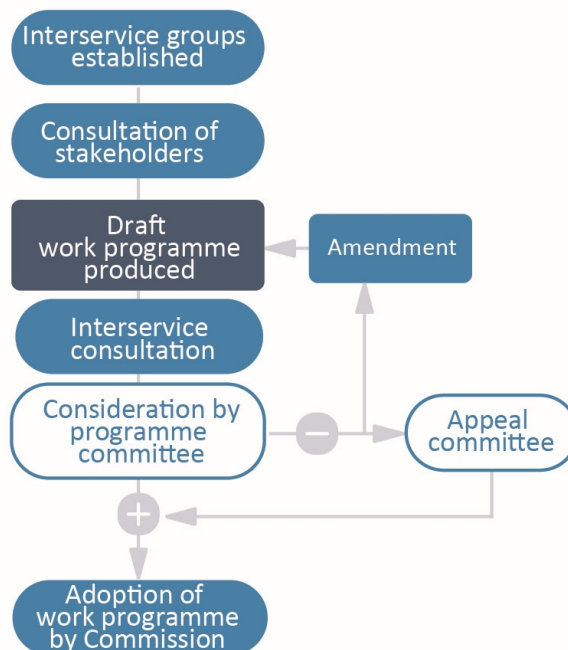 Interservice groups
established
Consultation of
stakeholders
Draft
work programme
produced
Amendment
Interservice
consultation
Consideration by
programme
committee
−
Appeal
committee
+
Adoption of
work programme
by Commission